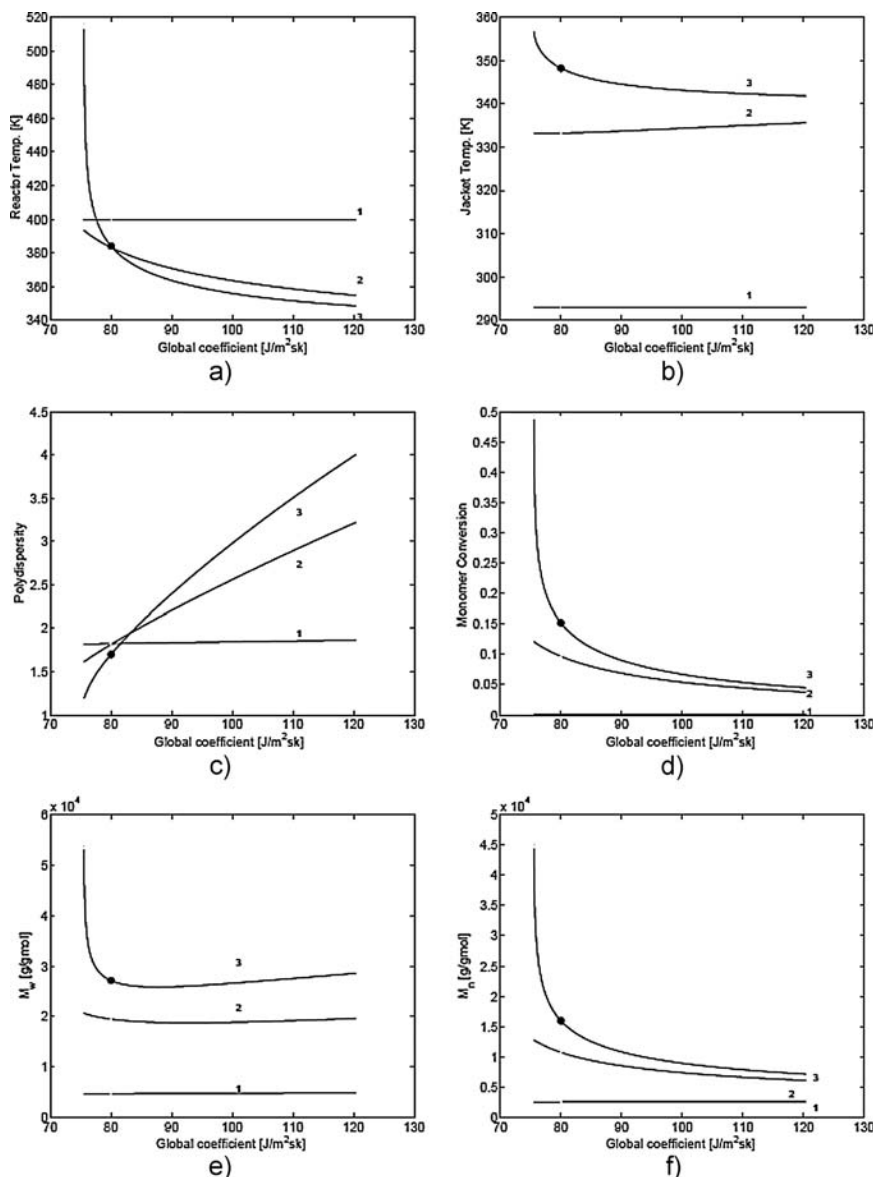 520
500
480
460
440
420
400
380
360
340
Reactor Temp. [K]
1
2
3
70 80 90 100 110 120 130
Global coefficient [J/m²sk]
a)
360
350
340
330
320
310
300
290
Jacket Temp. [K]
3
2
1
70 80 90 100 110 120 130
Global coefficient [J/m²sk]
b)
4.5
4
3.5
3
2.5
2
1.5
1
Polydispersity
3
2
1
70 80 90 100 110 120 130
Global coefficient [J/m²sk]
c)
0.5
0.45
0.4
0.35
0.3
0.25
0.2
0.15
0.1
0.05
0
Monomer Conversion
3
2
1
70 80 90 100 110 120 130
Global coefficient [J/m²sk]
d)
x 10⁴
6
5
4
3
2
1
0
M_w [g/gmol]
3
2
1
70 80 90 100 110 120 130
Global coefficient [J/m²sk]
e)
x 10⁴
5
4.5
4
3.5
3
2.5
2
1.5
1
0.5
0
M_n [g/gmol]
3
2
1
70 80 90 100 110 120 130
Global coefficient [J/m²sk]
f)